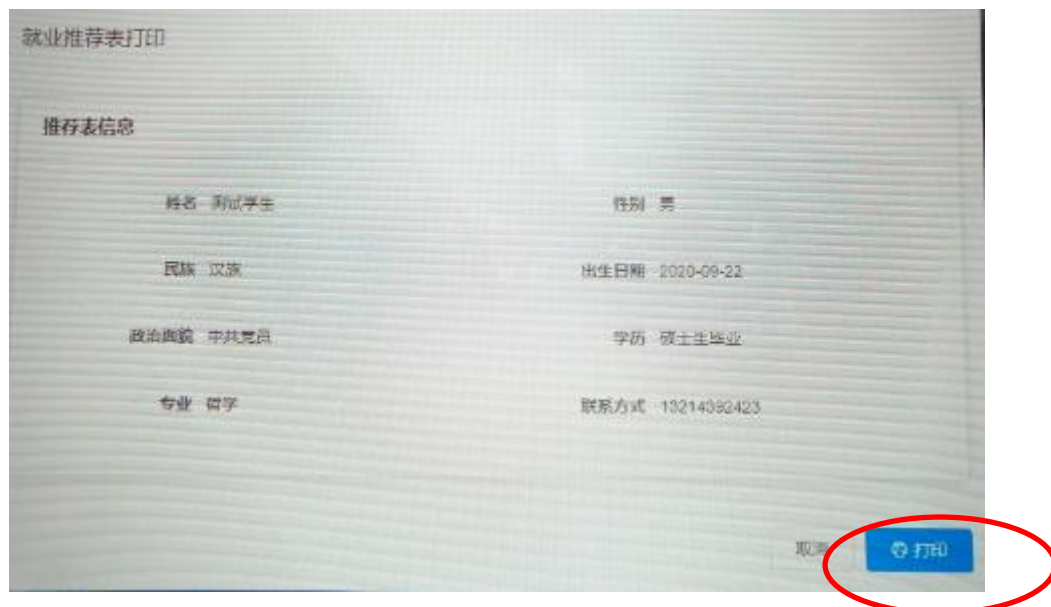 就业推荐表打印
推荐表信息
姓名 测试学生 性别 男
民族 汉族 出生日期 2020-09-22
政治面貌 中共党员 学历 硕士生毕业
专业 哲学 联系方式 13214392423
取消 打印